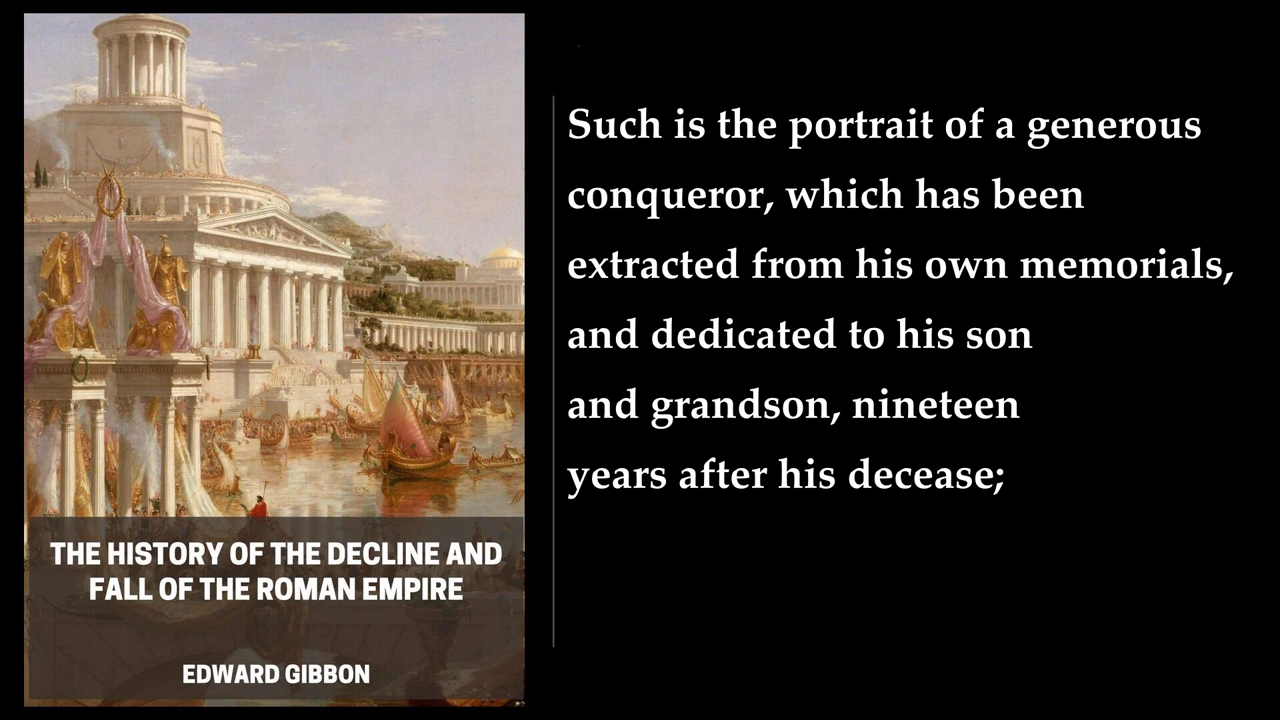 Such is the portrait of a generous
conqueror, which has been
extracted from his own memorials,
and dedicated to his son
and grandson, nineteen
years after his decease;
THE HISTORY OF THE DECLINE AND
FALL OF THE ROMAN EMPIRE
EDWARD GIBBON